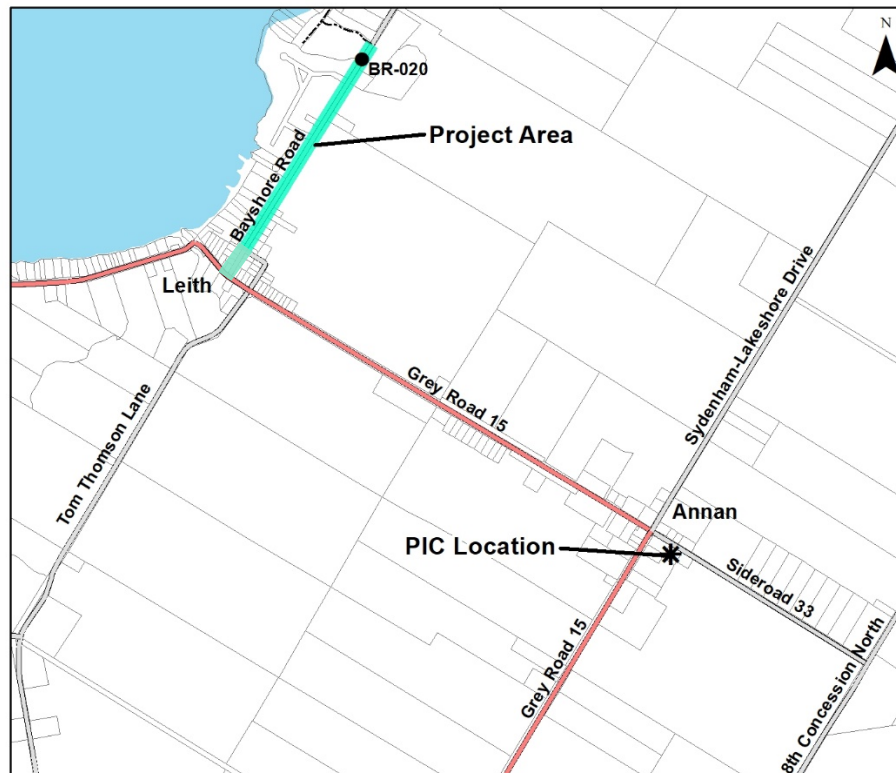 N
BR-020
Project Area
Bayshore Road
Leith
Sydenham-Lakeshore Drive
Grey Road 15
Tom Thomson Lane
Annan
PIC Location
Sideroad 33
Grey Road 15
8th Concession North